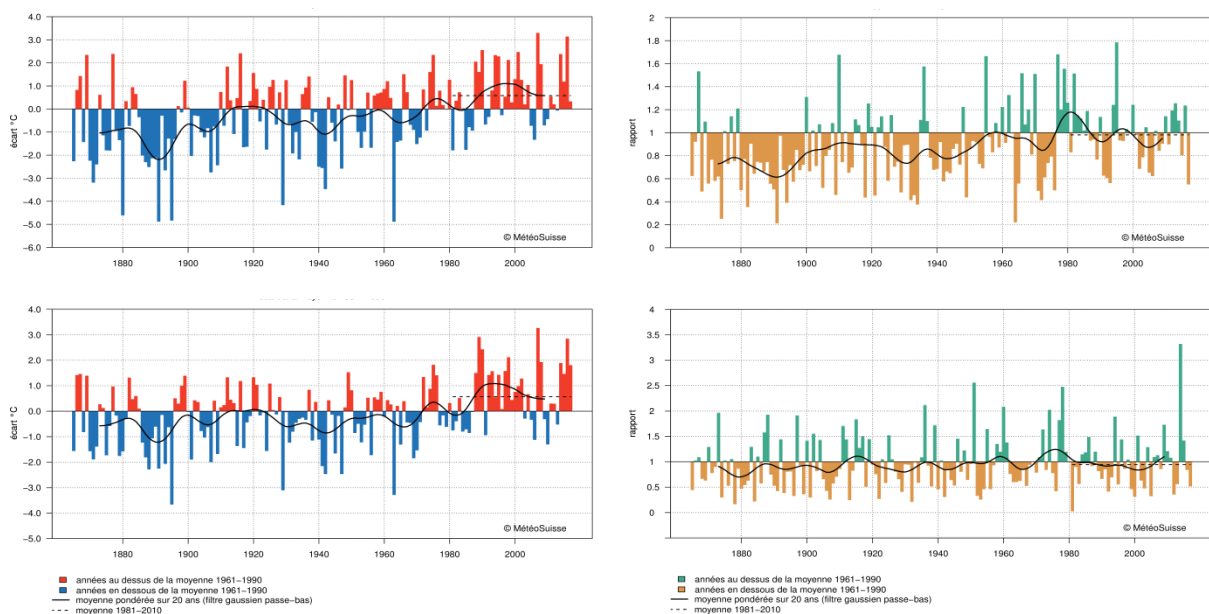 4.0
3.0
2.0
1.0
0.0
−1.0
−2.0
−3.0
−4.0
−5.0
−6.0
écart °C
© MétéoSuisse
1880 1900 1920 1940 1960 1980 2000
2
1.8
1.6
1.4
1.2
1
0.8
0.6
0.4
0.2
0
rapport
© MétéoSuisse
1880 1900 1920 1940 1960 1980 2000
4.0
3.0
2.0
1.0
0.0
−1.0
−2.0
−3.0
−4.0
−5.0
écart °C
© MétéoSuisse
1880 1900 1920 1940 1960 1980 2000
années au dessus de la moyenne 1961−1990
années en dessous de la moyenne 1961−1990
moyenne pondérée sur 20 ans (filtre gaussien passe−bas)
moyenne 1981−2010
4
3.5
3
2.5
2
1.5
1
0.5
0
rapport
© MétéoSuisse
1880 1900 1920 1940 1960 1980 2000
années au dessus de la moyenne 1961−1990
années en dessous de la moyenne 1961−1990
moyenne pondérée sur 20 ans (filtre gaussien passe−bas)
moyenne 1981−2010